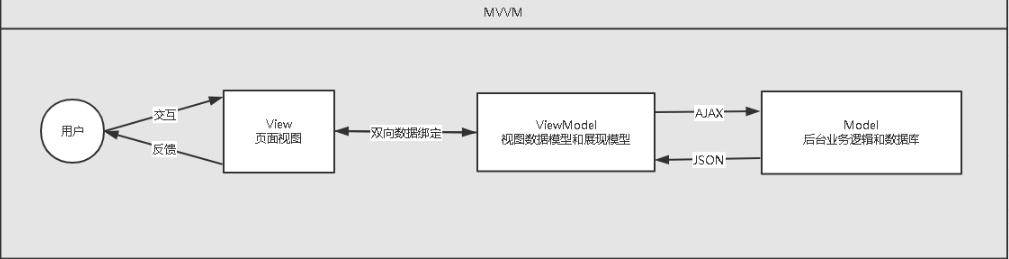 MVVM
用户
交互
反馈
View
页面视图
双向数据绑定
ViewModel
视图数据模型和展现模型
AJAX
JSON
Model
后台业务逻辑和数据库